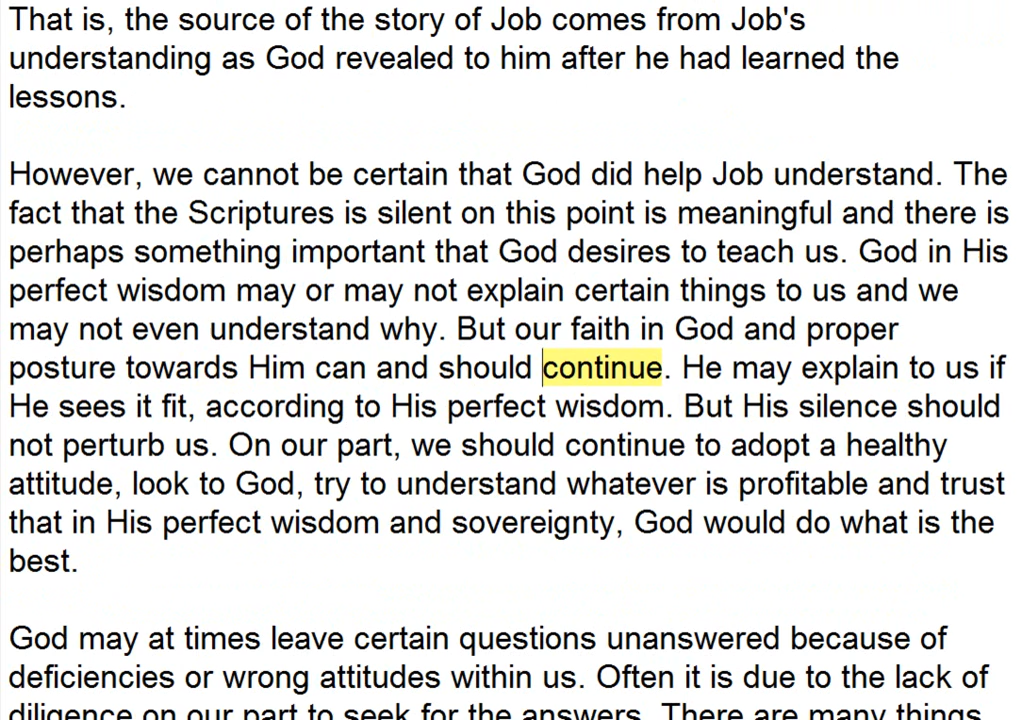 That is, the source of the story of Job comes from Job's
understanding as God revealed to him after he had learned the
lessons.
However, we cannot be certain that God did help Job understand. The
fact that the Scriptures is silent on this point is meaningful and there is
perhaps something important that God desires to teach us. God in His
perfect wisdom may or may not explain certain things to us and we
may not even understand why. But our faith in God and proper
posture towards Him can and should continue. He may explain to us if
He sees it fit, according to His perfect wisdom. But His silence should
not perturb us. On our part, we should continue to adopt a healthy
attitude, look to God, try to understand whatever is profitable and trust
that in His perfect wisdom and sovereignty, God would do what is the
best.
God may at times leave certain questions unanswered because of
deficiencies or wrong attitudes within us. Often it is due to the lack of
diligence on our part to seek for the answers. There are many things